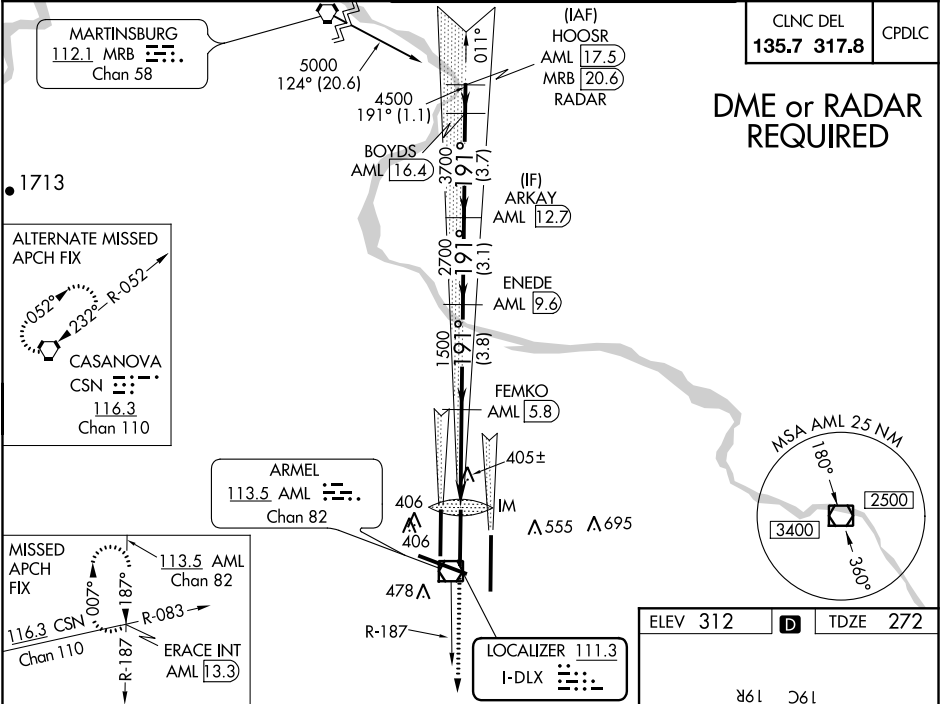 MARTINSBURG
112.1 MRB
Chan 58
5000
124° (20.6)
4500
191° (1.1)
011°
(IAF)
HOOSR
AML 17.5
MRB 20.6
RADAR
CLNC DEL
135.7 317.8
CPDLC
DME or RADAR
REQUIRED
BOYDS
AML 16.4
3700
191°
(3.7)
1713
(IF)
ARKAY
AML 12.7
ALTERNATE MISSED
APCH FIX
052°
232°
R-052
CASANOVA
CSN
116.3
Chan 110
2700
191°
(3.1)
ENEDE
AML 9.6
1500
191°
(3.8)
FEMKO
AML 5.8
405±
IM
ARMEL
113.5 AML
Chan 82
406
406
555
695
478
MSA AML 25 NM
180°
2500
3400
360°
MISSED
APCH
FIX
113.5 AML
Chan 82
007°
187°
116.3 CSN
Chan 110
R-083
R-187
ERACE INT
AML 13.3
R-187
LOCALIZER 111.3
I-DLX
ELEV 312
D
TDZE 272
19R
19C